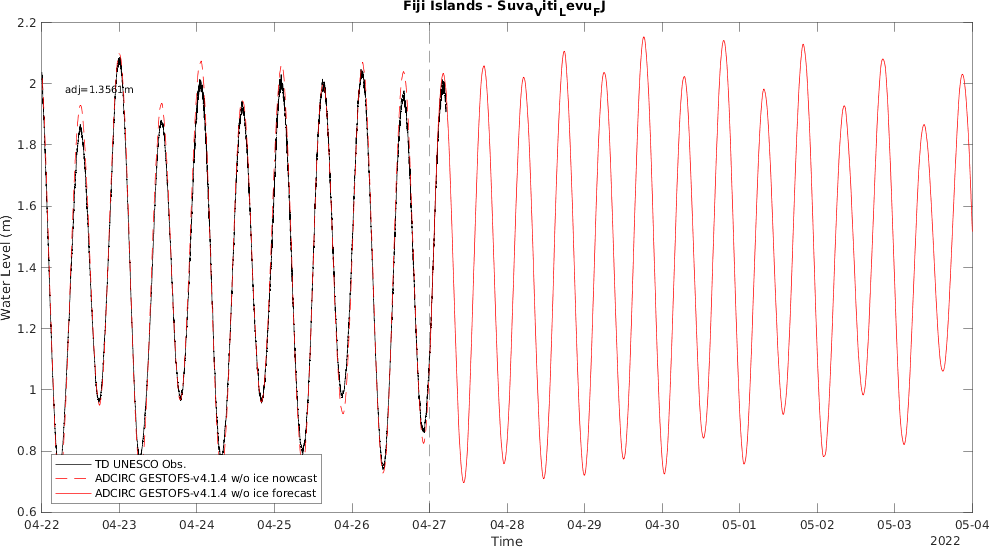 Fiji Islands - SuvaVitiLevuFJ
2.2
2
1.8
1.6
1.4
1.2
1
0.8
0.6
Water Level (m)
adj=1.3561m
TD UNESCO Obs.
ADCIRC GESTOFS-v4.1.4 w/o ice nowcast
ADCIRC GESTOFS-v4.1.4 w/o ice forecast
04-22 04-23 04-24 04-25 04-26 04-27 04-28 04-29 04-30 05-01 05-02 05-03 05-04
Time
2022